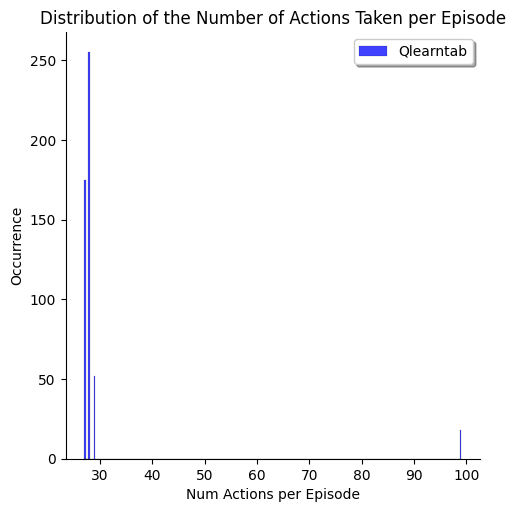 Distribution of the Number of Actions Taken per Episode
Qlearntab
250
200
150
100
50
0
Occurrence
30 40 50 60 70 80 90 100
Num Actions per Episode